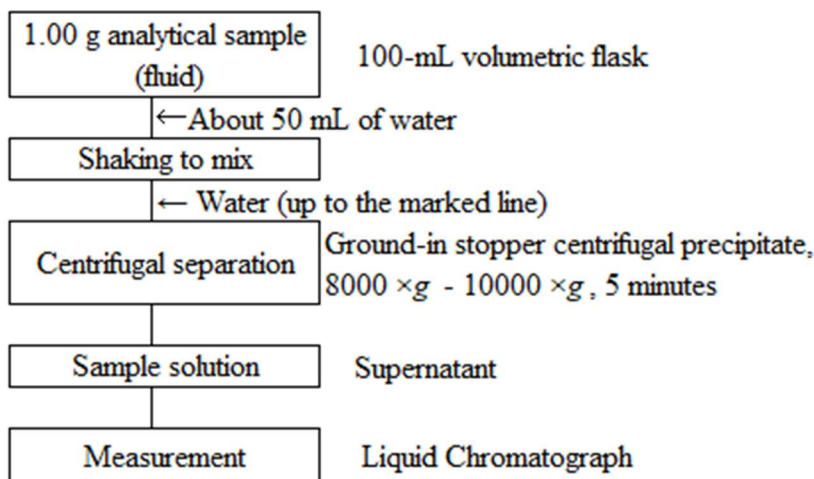 1.00 g analytical sample
(fluid)
100-mL volumetric flask
←About 50 mL of water
Shaking to mix
← Water (up to the marked line)
Centrifugal separation
Ground-in stopper centrifugal precipitate,
8000 ×g - 10000 ×g , 5 minutes
Sample solution
Supernatant
Measurement
Liquid Chromatograph